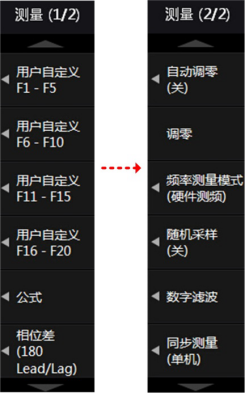 测量 (1/2)
用户自定义
F1 - F5
用户自定义
F6 - F10
用户自定义
F11 - F15
用户自定义
F16 - F20
公式
相位差
(180
Lead/Lag)
测量 (2/2)
自动调零
(关)
调零
频率测量模式
(硬件测频)
随机采样
(关)
数字滤波
同步测量
(单机)